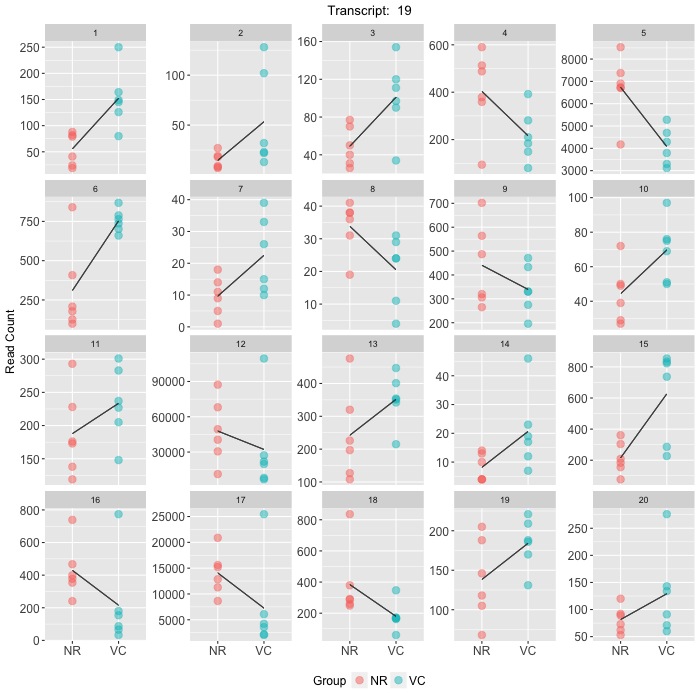 Transcript: 19
1 2 3 4 5
250 200 150 100 50
100 50
160 120 80 40
600 400 200
8000 7000 6000 5000 4000 3000
6 7 8 9 10
750 500 250
40 30 20 10 0
40 30 20 10
700 600 500 400 300 200
100 80 60 40
Read Count
11 12 13 14 15
300 250 200 150
90000 60000 30000
400 300 200 100
40 30 20 10
800 600 400 200
16 17 18 19 20
800 600 400 200 0
25000 20000 15000 10000 5000
800 600 400 200
200 150 100
250 200 150 100 50
NR VC NR VC NR VC NR VC NR VC
Group NR VC